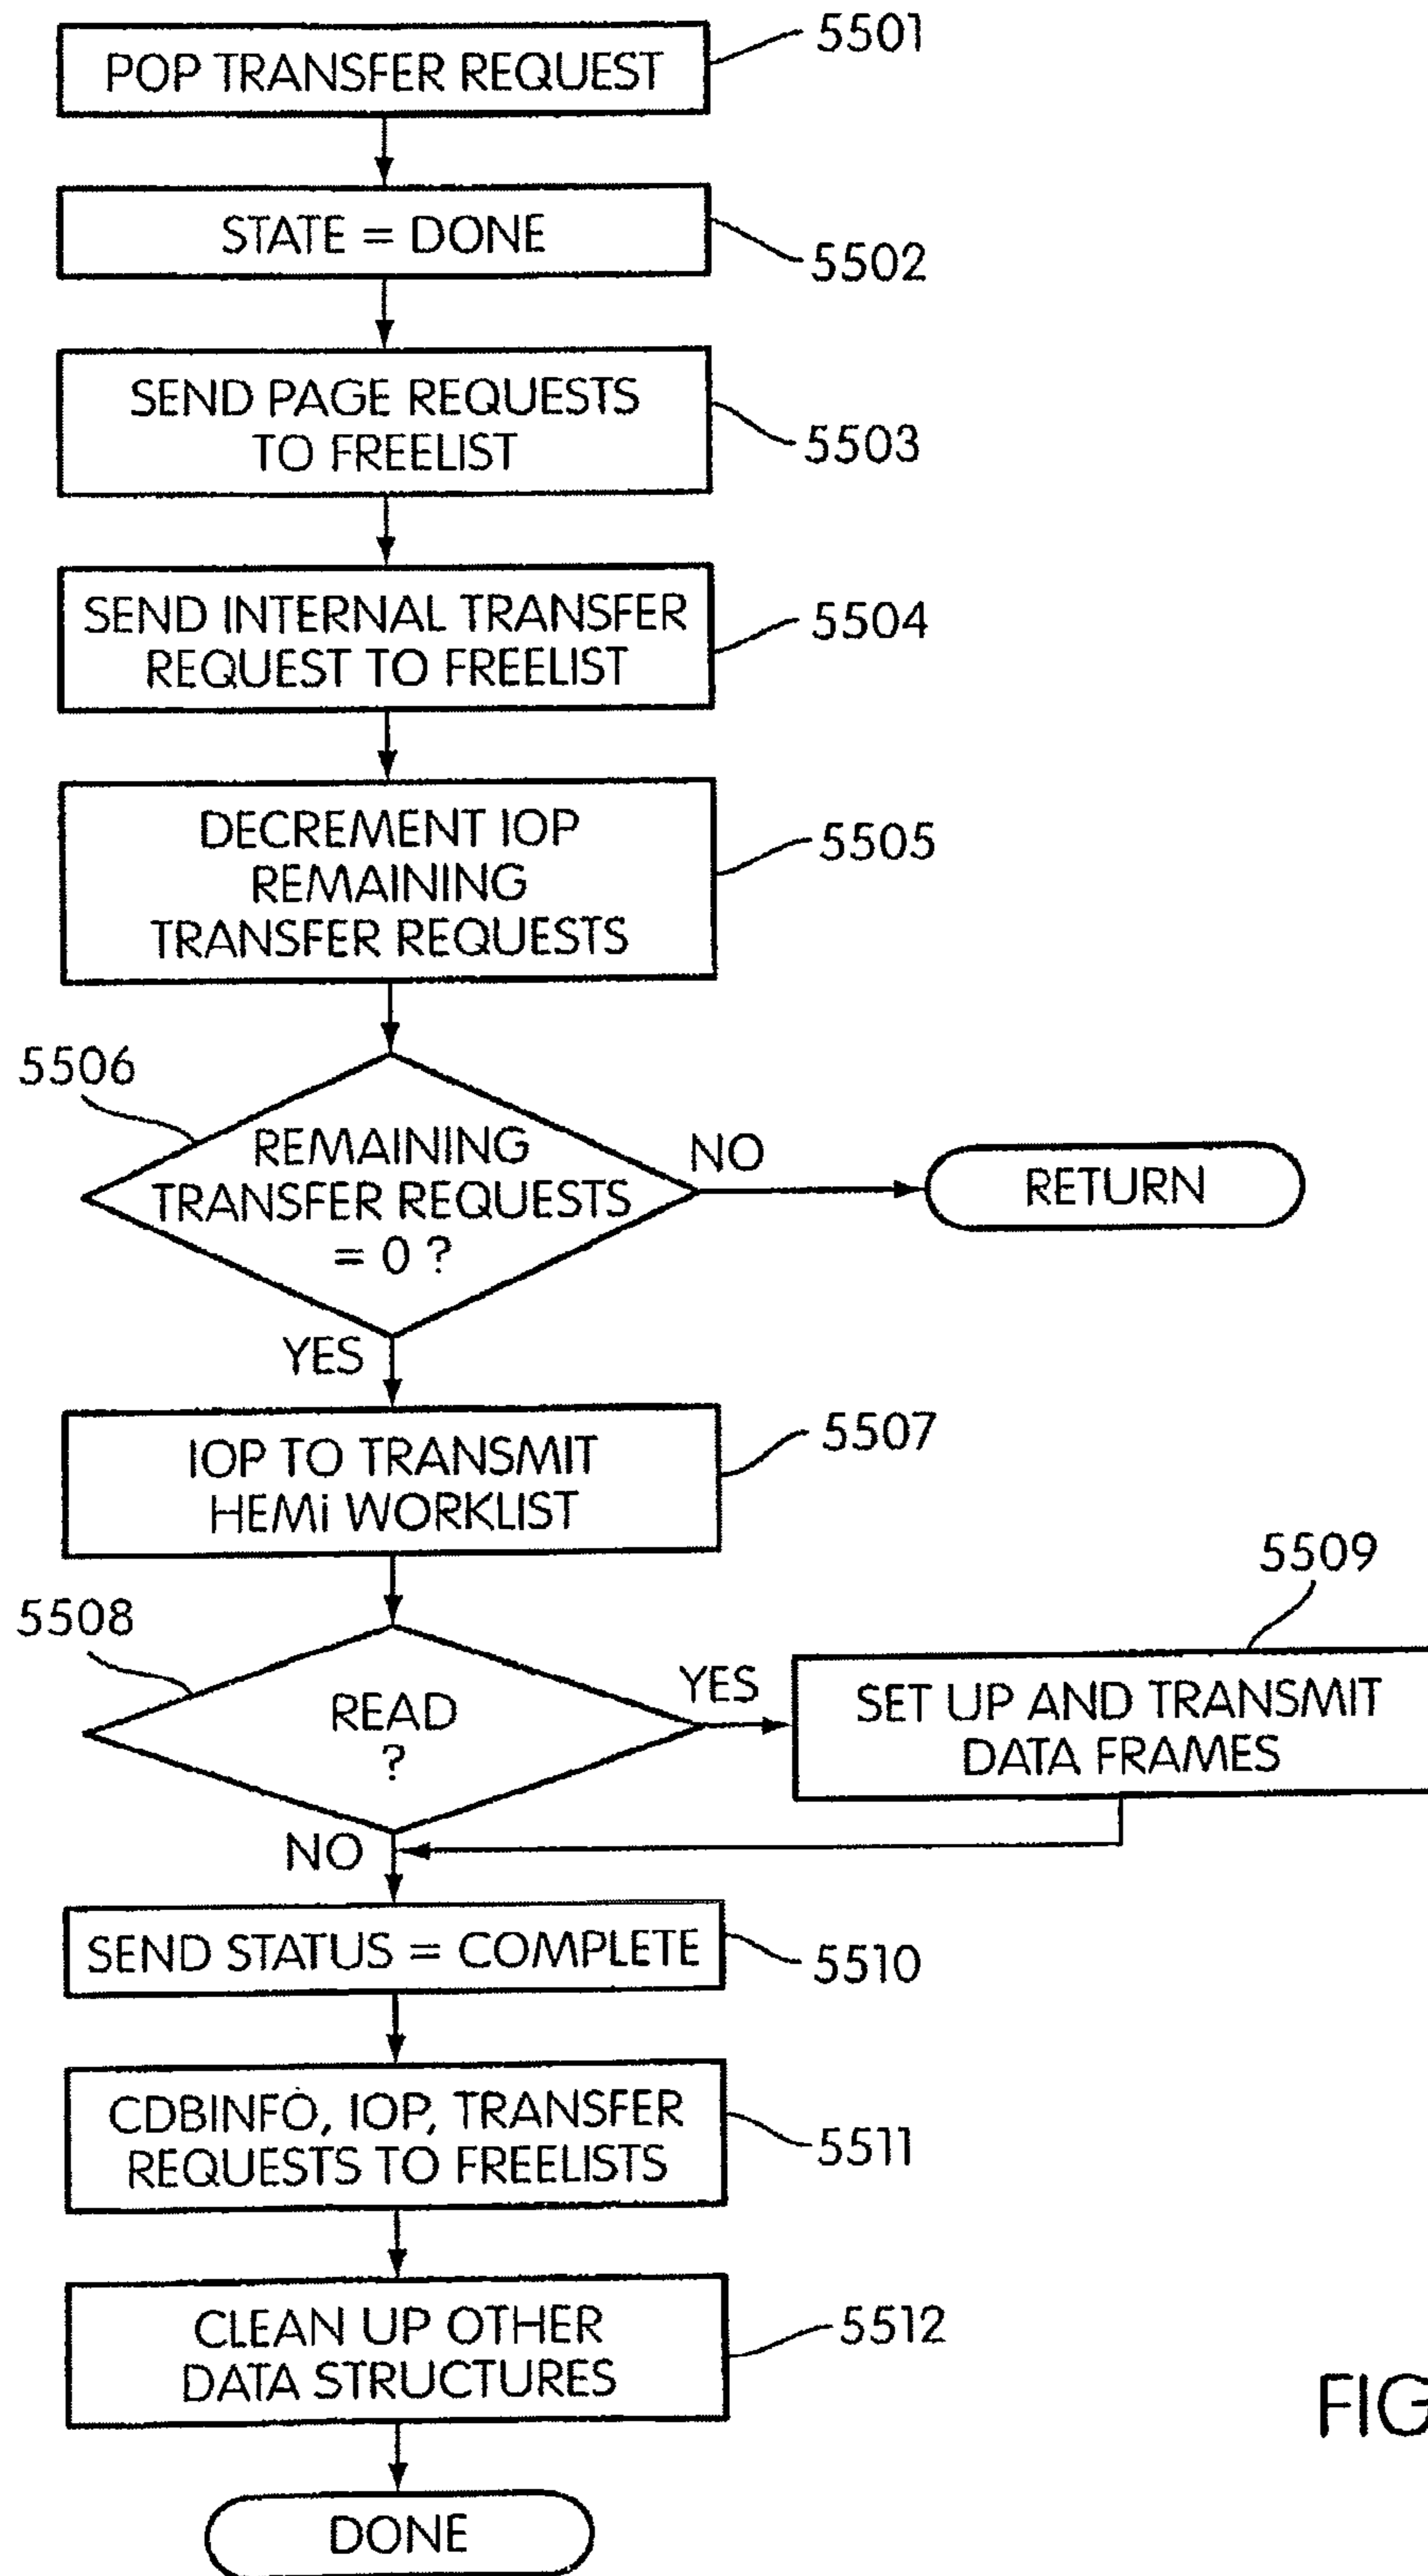 POP TRANSFER REQUEST
5501
STATE = DONE
5502
SEND PAGE REQUESTS
TO FREELIST
5503
SEND INTERNAL TRANSFER
REQUEST TO FREELIST
5504
DECREMENT IOP
REMAINING
TRANSFER REQUESTS
5505
5506
REMAINING
TRANSFER REQUESTS
= 0 ?
NO
RETURN
YES
IOP TO TRANSMIT
HEMi WORKLIST
5507
5508
READ
?
YES
5509
SET UP AND TRANSMIT
DATA FRAMES
NO
SEND STATUS = COMPLETE
5510
CDBINFO, IOP, TRANSFER
REQUESTS TO FREELISTS
5511
CLEAN UP OTHER
DATA STRUCTURES
5512
FIG
DONE